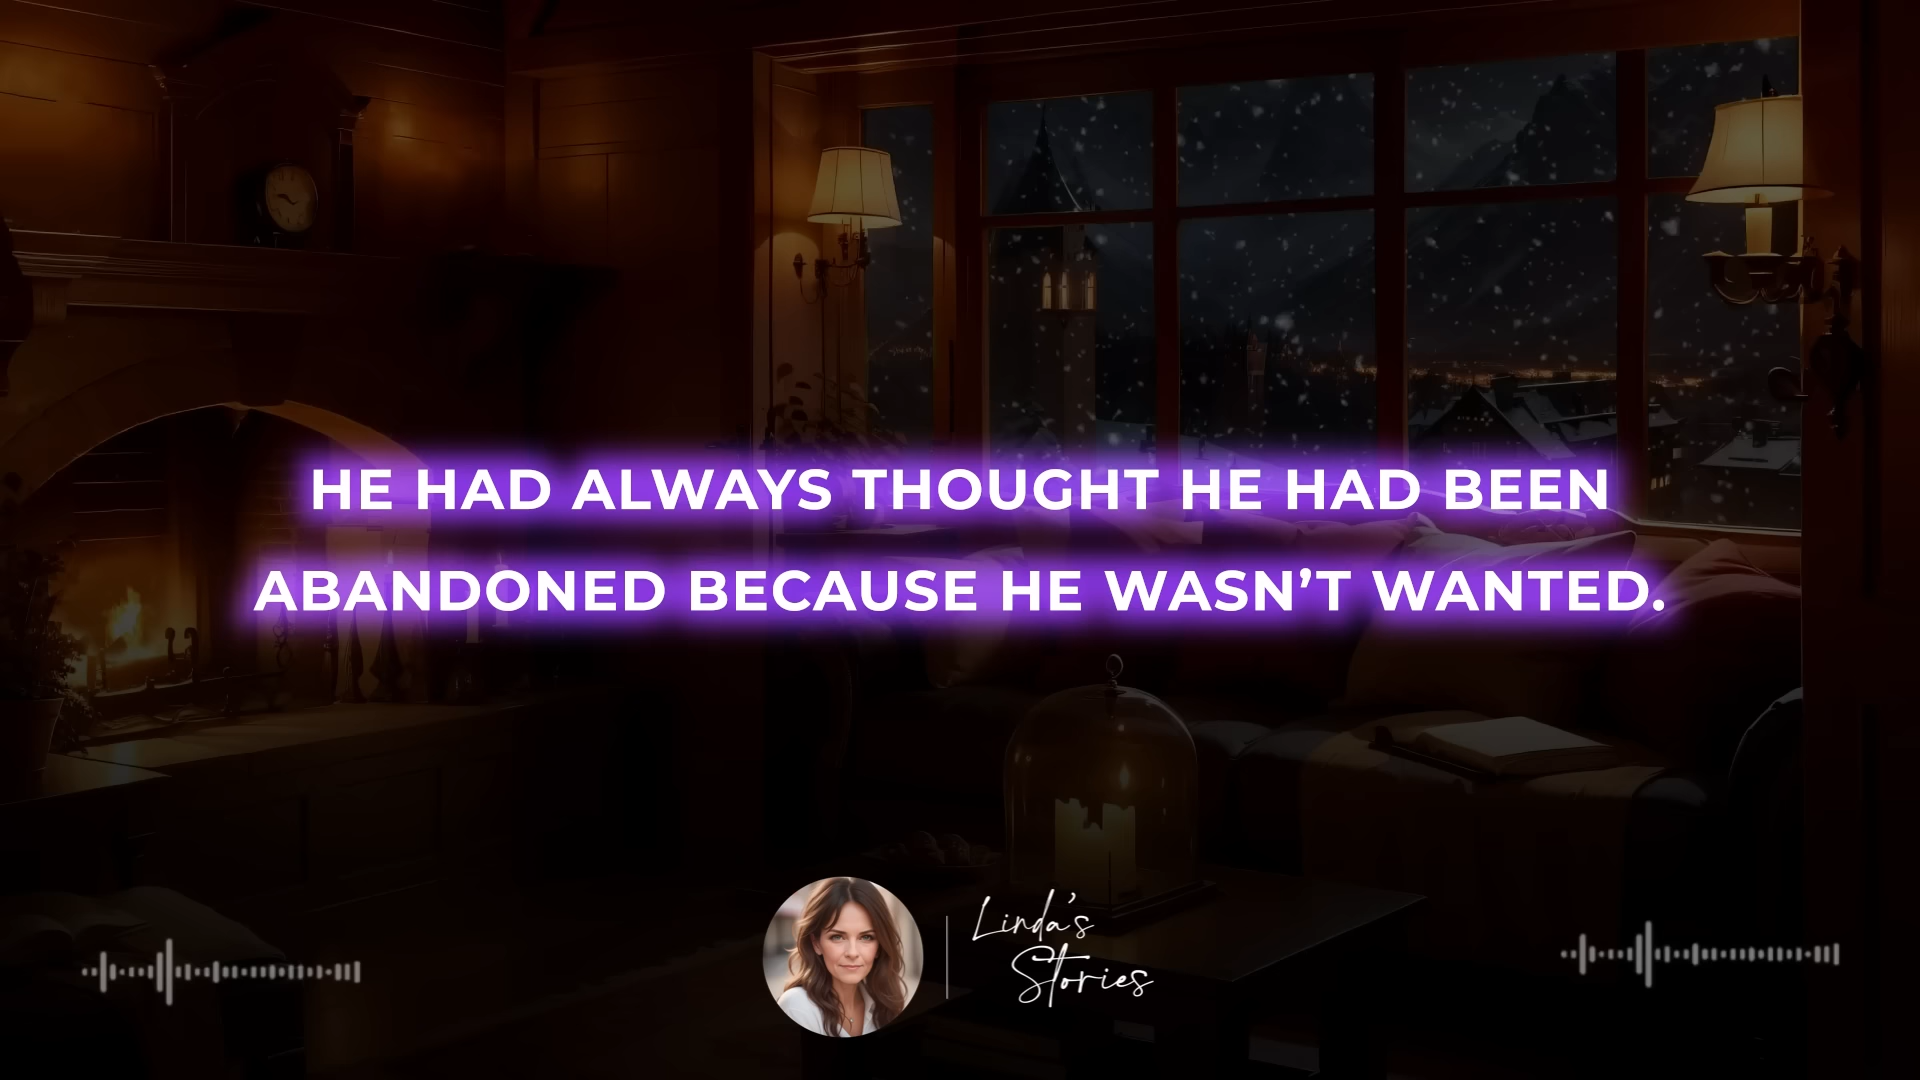 HE HAD ALWAYS THOUGHT HE HAD BEEN
ABANDONED BECAUSE HE WASN’T WANTED.
Linda's
Stories